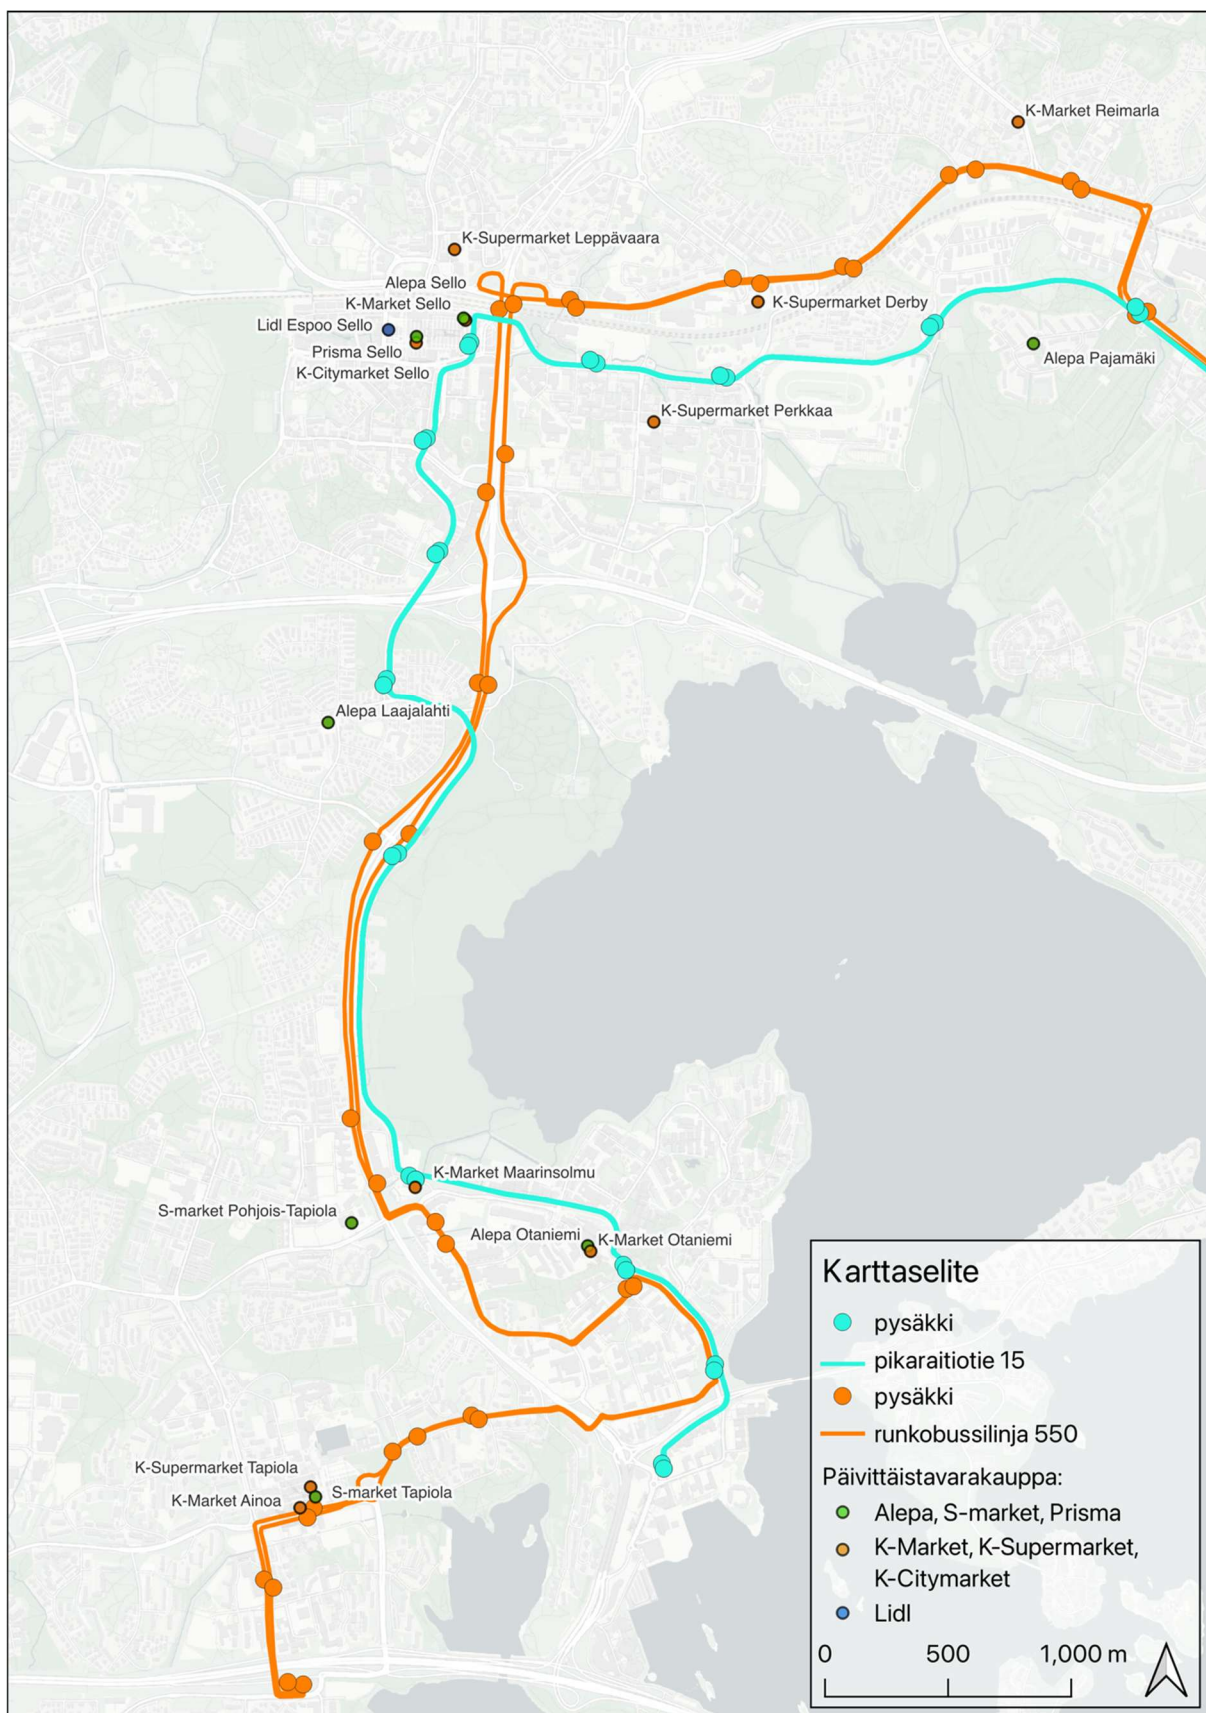 K-Market Reimarla
K-Supermarket Leppävaara
Alepa Sello
K-Market Sello
K-Supermarket Derby
Lidl Espoo Sello
Prisma Sello
Alepa Pajamäki
K-Citymarket Sello
K-Supermarket Perkkaa
Alepa Laajalahti
K-Market Maarinsolmu
S-market Pohjois-Tapiola
Alepa Otaniemi
K-Market Otaniemi
K-Supermarket Tapiola
K-Market Ainoa
S-market Tapiola
Karttaselite
pysäkki
pikaraitiotie 15
pysäkki
runkobussilinja 550
Päivittäistavarakauppa:
Alepa, S-market, Prisma
K-Market, K-Supermarket,
K-Citymarket
Lidl
0 500 1,000 m